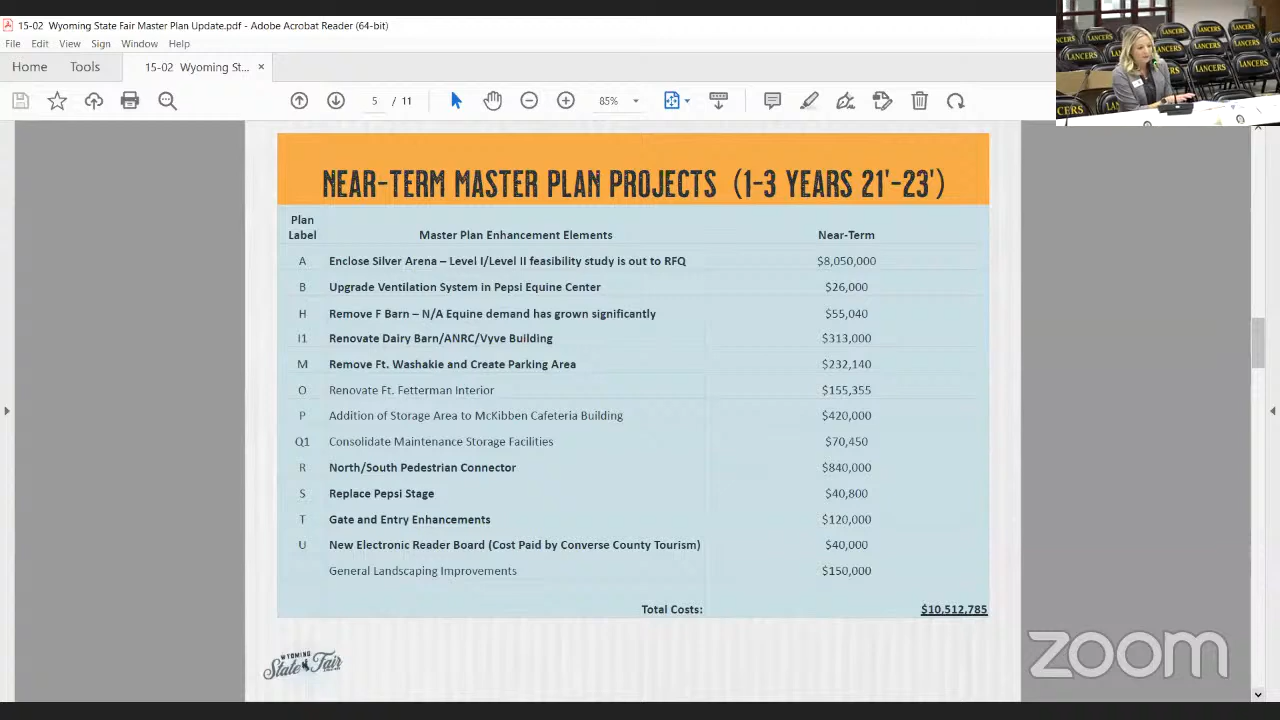 15-02 Wyoming State Fair Master Plan Update.pdf - Adobe Acrobat Reader (64-bit)
File Edit View Sign Window Help
Home Tools 15-02 Wyoming St... ×
5 / 11 85%
LANCERS
LANCERS
LANCERS
NEAR-TERM MASTER PLAN PROJECTS (1-3 YEARS 21'-23')
Plan
Label Master Plan Enhancement Elements Near-Term
A Enclose Silver Arena – Level I/Level II feasibility study is out to RFQ $8,050,000
B Upgrade Ventilation System in Pepsi Equine Center $26,000
H Remove F Barn – N/A Equine demand has grown significantly $55,040
I1 Renovate Dairy Barn/ANRC/Vyve Building $313,000
M Remove Ft. Washakie and Create Parking Area $232,140
O Renovate Ft. Fetterman Interior $155,355
P Addition of Storage Area to McKibben Cafeteria Building $420,000
Q1 Consolidate Maintenance Storage Facilities $70,450
R North/South Pedestrian Connector $840,000
S Replace Pepsi Stage $40,800
T Gate and Entry Enhancements $120,000
U New Electronic Reader Board (Cost Paid by Converse County Tourism) $40,000
General Landscaping Improvements $150,000
Total Costs: $10,512,785
WYOMING
State Fair
zoom